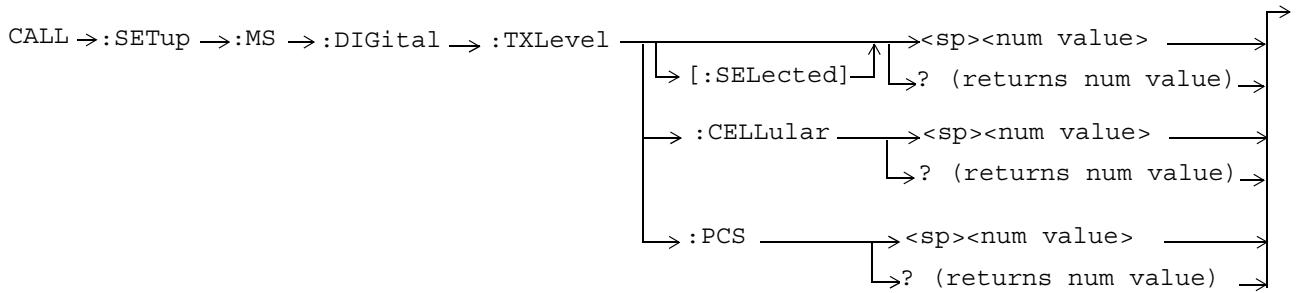 CALL :SETup :MS :DIGital :TXLevel <sp><num value>
[:SELected] ? (returns num value)
:CELLular <sp><num value>
? (returns num value)
:PCS <sp><num value>
? (returns num value)